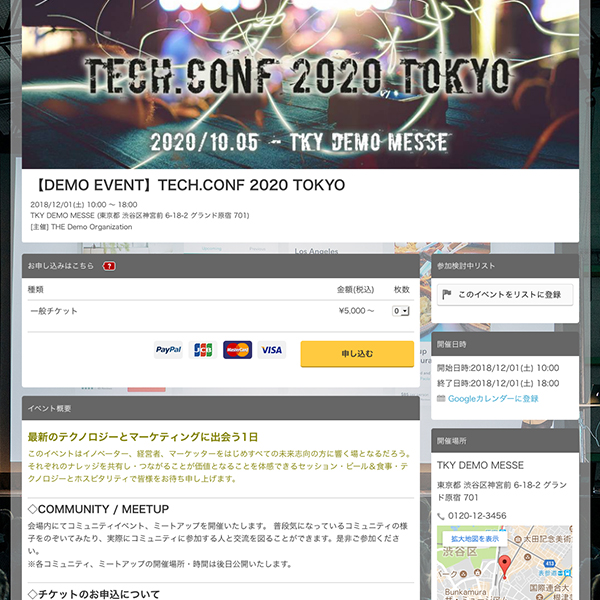 TECH.CONF 2020 TOKYO
2020/10.05 - TKY DEMO MESSE
【DEMO EVENT】TECH.CONF 2020 TOKYO
2018/12/01(土) 10:00 ～ 18:00
TKY DEMO MESSE (東京都 渋谷区神宮前 6-18-2 グランド原宿 701)
[主催] THE Demo Organization
Los Angeles
お申し込みはこちら ?
種類 金額(税込) 枚数
一般チケット ¥5,000 ～ 0
PayPal JCB MasterCard VISA 申し込む
イベント概要
最新のテクノロジーとマーケティングに出会う1日
このイベントはイノベーター、経営者、マーケッターをはじめすべての未来志向の方に響く場となるだろう。
それぞれのナレッジを共有し・つながることが価値となることを体感できるセッション・ビール＆食事・テ
クノロジーとホスピタリティで皆様をお待ち申し上げます。
◇COMMUNITY / MEETUP
会場内にてコミュニティイベント、ミートアップを開催いたします。 普段気になっているコミュニティの様
子をのぞいてみたり、実際にコミュニティに参加する人と交流を図ることができます。是非ご参加くださ
い。
※各コミュニティ、ミートアップの開催場所・時間は後日公開いたします。
◇チケットのお申込について
参加検討中リスト
このイベントをリストに登録
開催日時
開始日時:2018/12/01(土) 10:00
終了日時:2018/12/01(土) 18:00
Googleカレンダーに登録
開催場所
TKY DEMO MESSE
東京都 渋谷区神宮前 6-18-2 グラ
ンド原宿 701
0120-12-3456
拡大地図を表示
太田記念美術
渋谷区
413
パーク
国際連合大
Bunkamura